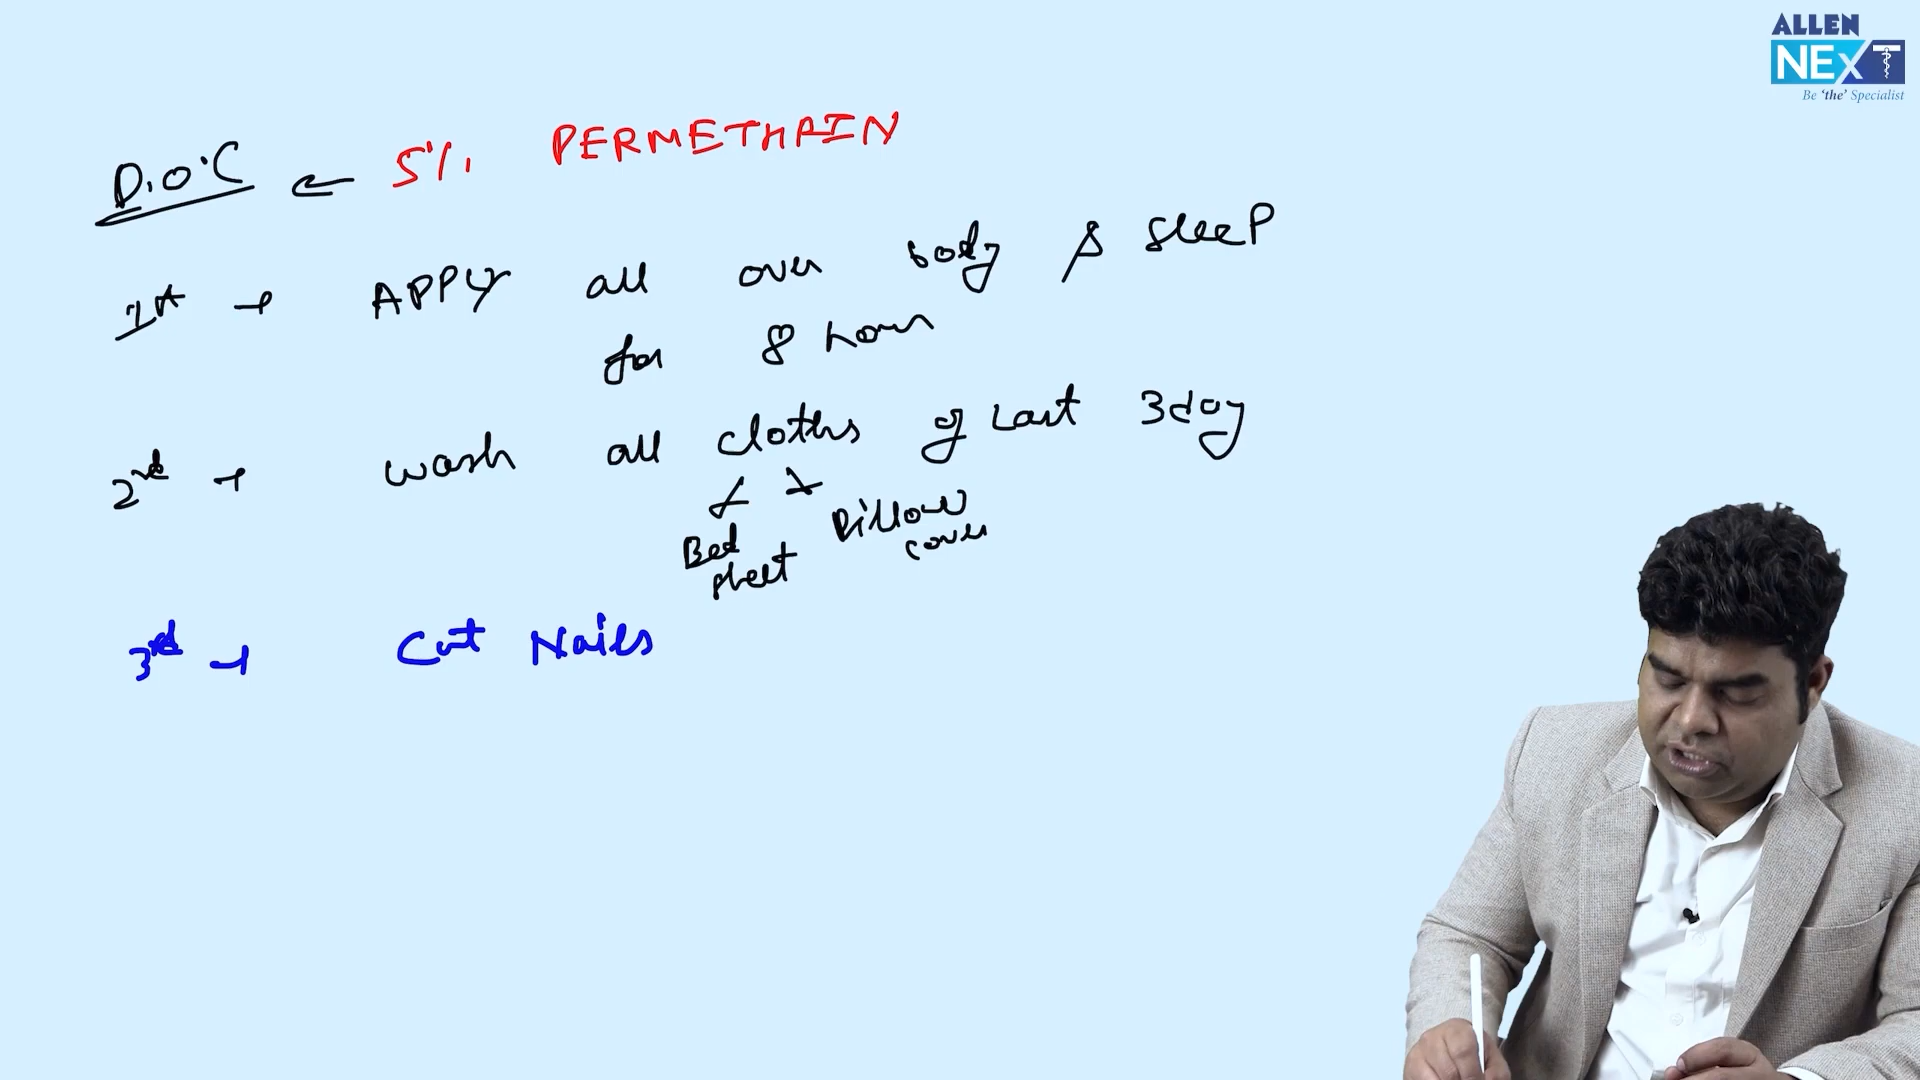 ALLEN
NEXT
Be 'the' Specialist
D.O.C ← 5% PERMETHRIN
1st → APPLY all over body & sleep
for 8 hour
2nd → wash all cloths of last 3day
Bed sheet
Pillow cover
3rd → Cut Nails